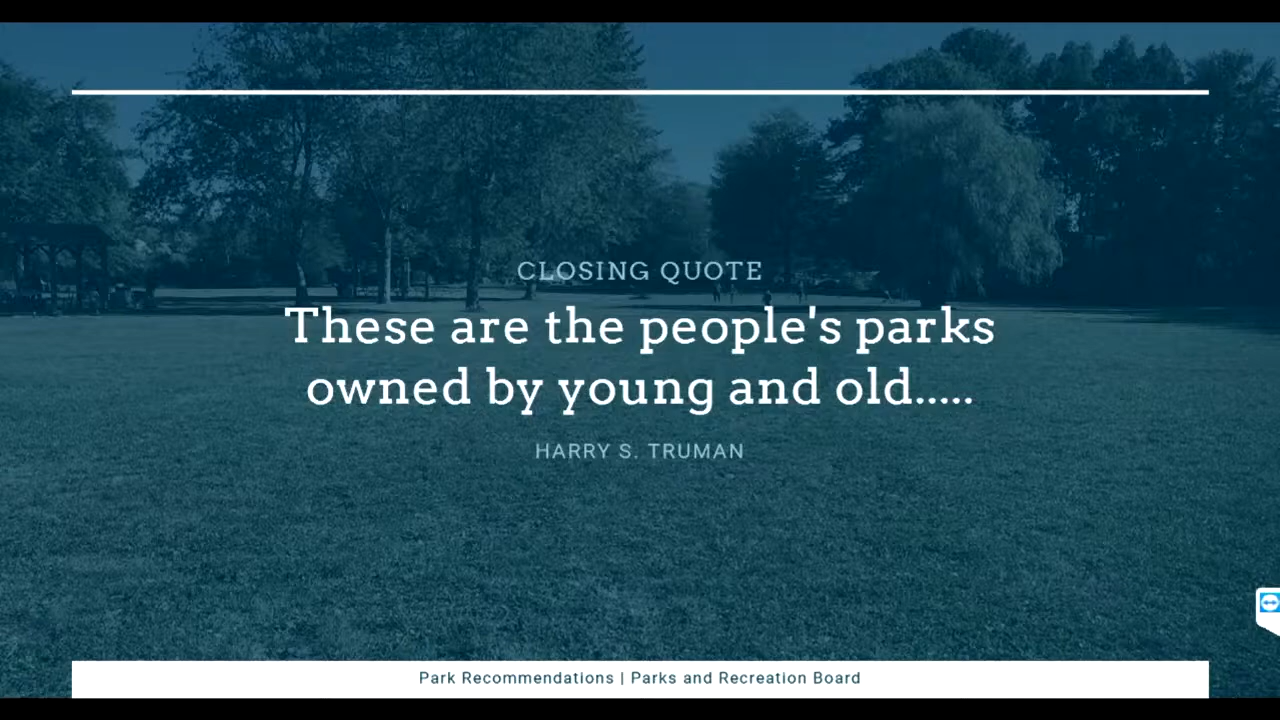 CLOSING QUOTE
These are the people's parks
owned by young and old.....
HARRY S. TRUMAN
Park Recommendations | Parks and Recreation Board